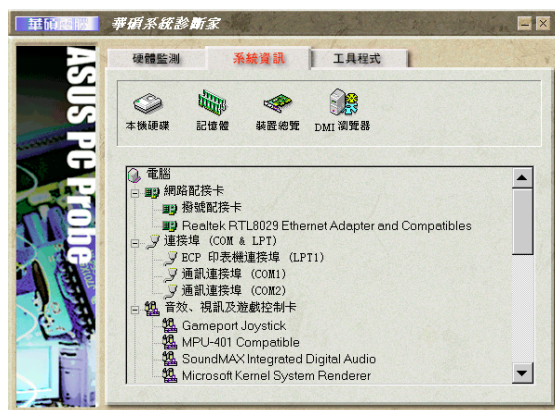 華碩電腦 華碩系統診斷家
硬體監測 系統資訊 工具程式
ASUS PC Probe
本機硬碟 記憶體 裝置總覽 DMI 瀏覽器
電腦
網路配接卡
撥號配接卡
Realtek RTL8029 Ethernet Adapter and Compatibles
連接埠 (COM & LPT)
ECP 印表機連接埠 (LPT1)
通訊連接埠 (COM1)
通訊連接埠 (COM2)
音效、視訊及遊戲控制卡
Gameport Joystick
MPU-401 Compatible
SoundMAX Integrated Digital Audio
Microsoft Kernel System Renderer